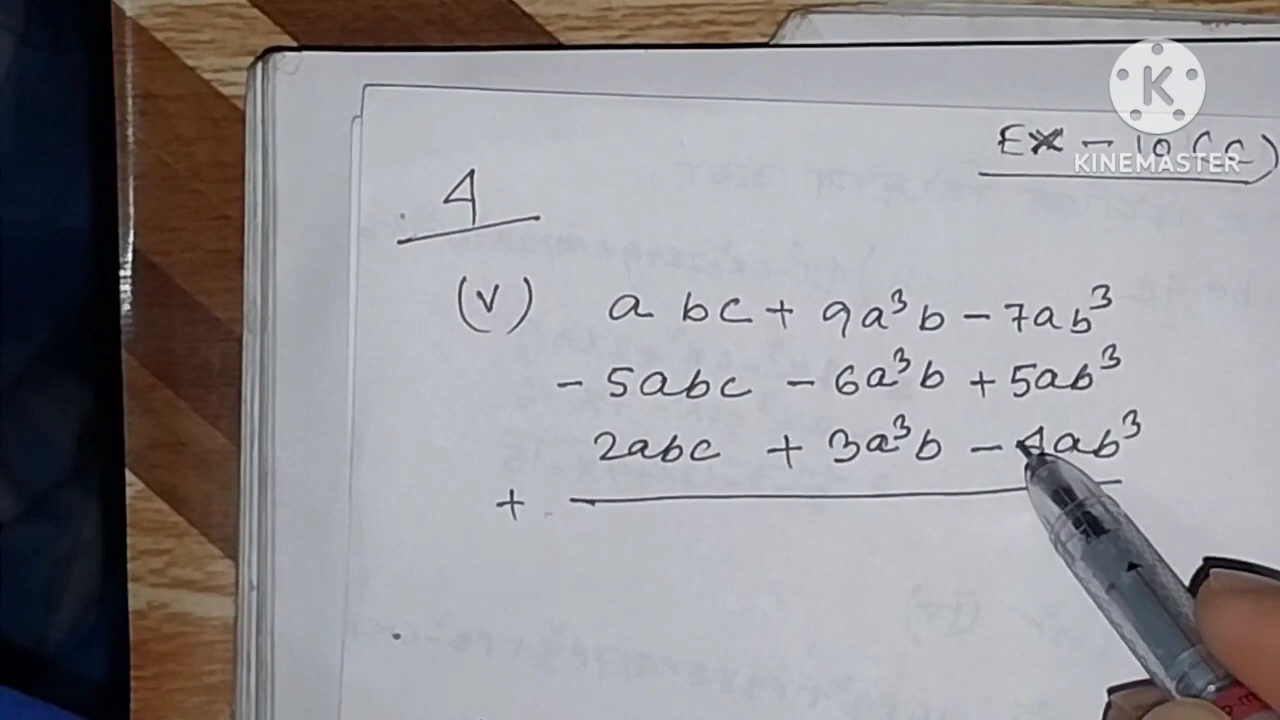 K
KINEMASTER
EX - 10 (C)
4
(v) abc + 9a³b - 7ab³
- 5abc - 6a³b + 5ab³
2abc + 3a³b - 4ab³
+